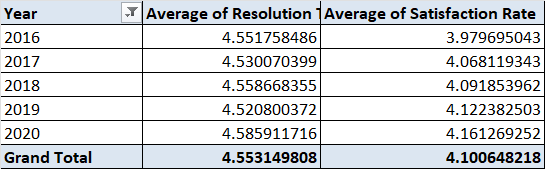 Year Average of Resolution Average of Satisfaction Rate
2016 4.551758486 3.979695043
2017 4.530070399 4.068119343
2018 4.558668355 4.091853962
2019 4.520800372 4.122382503
2020 4.585911716 4.161269252
Grand Total 4.553149808 4.100648218